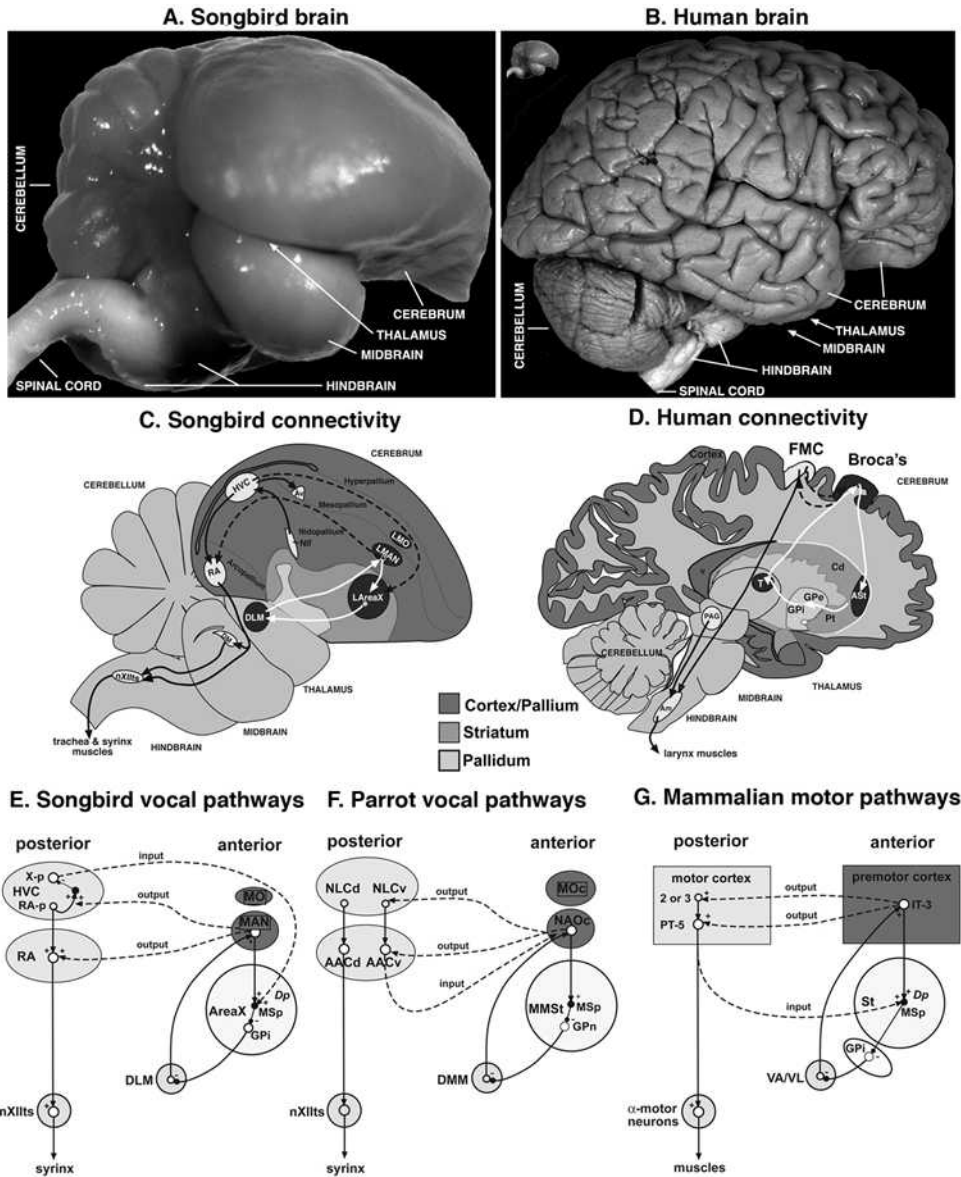 A. Songbird brain
CEREBELLUM
CEREBRUM
THALAMUS
MIDBRAIN
HINDBRAIN
SPINAL CORD
B. Human brain
CEREBELLUM
CEREBRUM
THALAMUS
MIDBRAIN
HINDBRAIN
SPINAL CORD
C. Songbird connectivity
CEREBRUM
CEREBELLUM
HVC
Hyperpallium
Mesopallium
Nidopallium
NIf
LMO
LMAN
RA
Arcopallium
LAreaX
DLM
DM
nXIIts
THALAMUS
MIDBRAIN
HINDBRAIN
trachea & syrinx
muscles
D. Human connectivity
FMC
Broca's
Cortex
CEREBRUM
v
Cd
T
GPe
GPi
ASt
Pt
PAG
CEREBELLUM
THALAMUS
MIDBRAIN
Am
HINDBRAIN
larynx muscles
Cortex/Pallium
Striatum
Pallidum
E. Songbird vocal pathways
posterior
anterior
input
X-p
HVC
RA-p
output
MO
MAN
output
RA
Dp
AreaX
MSp
GPi
DLM
nXIIts
syrinx
F. Parrot vocal pathways
posterior
anterior
NLCd NLCv
output
MOc
NAOc
output
AACd AACv
input
MMSt
MSp
GPn
DMM
nXIIts
syrinx
G. Mammalian motor pathways
posterior
anterior
motor cortex
premotor cortex
2 or 3
output
IT-3
PT-5
output
St
Dp
input
MSp
GPi
VA/VL
α-motor
neurons
muscles